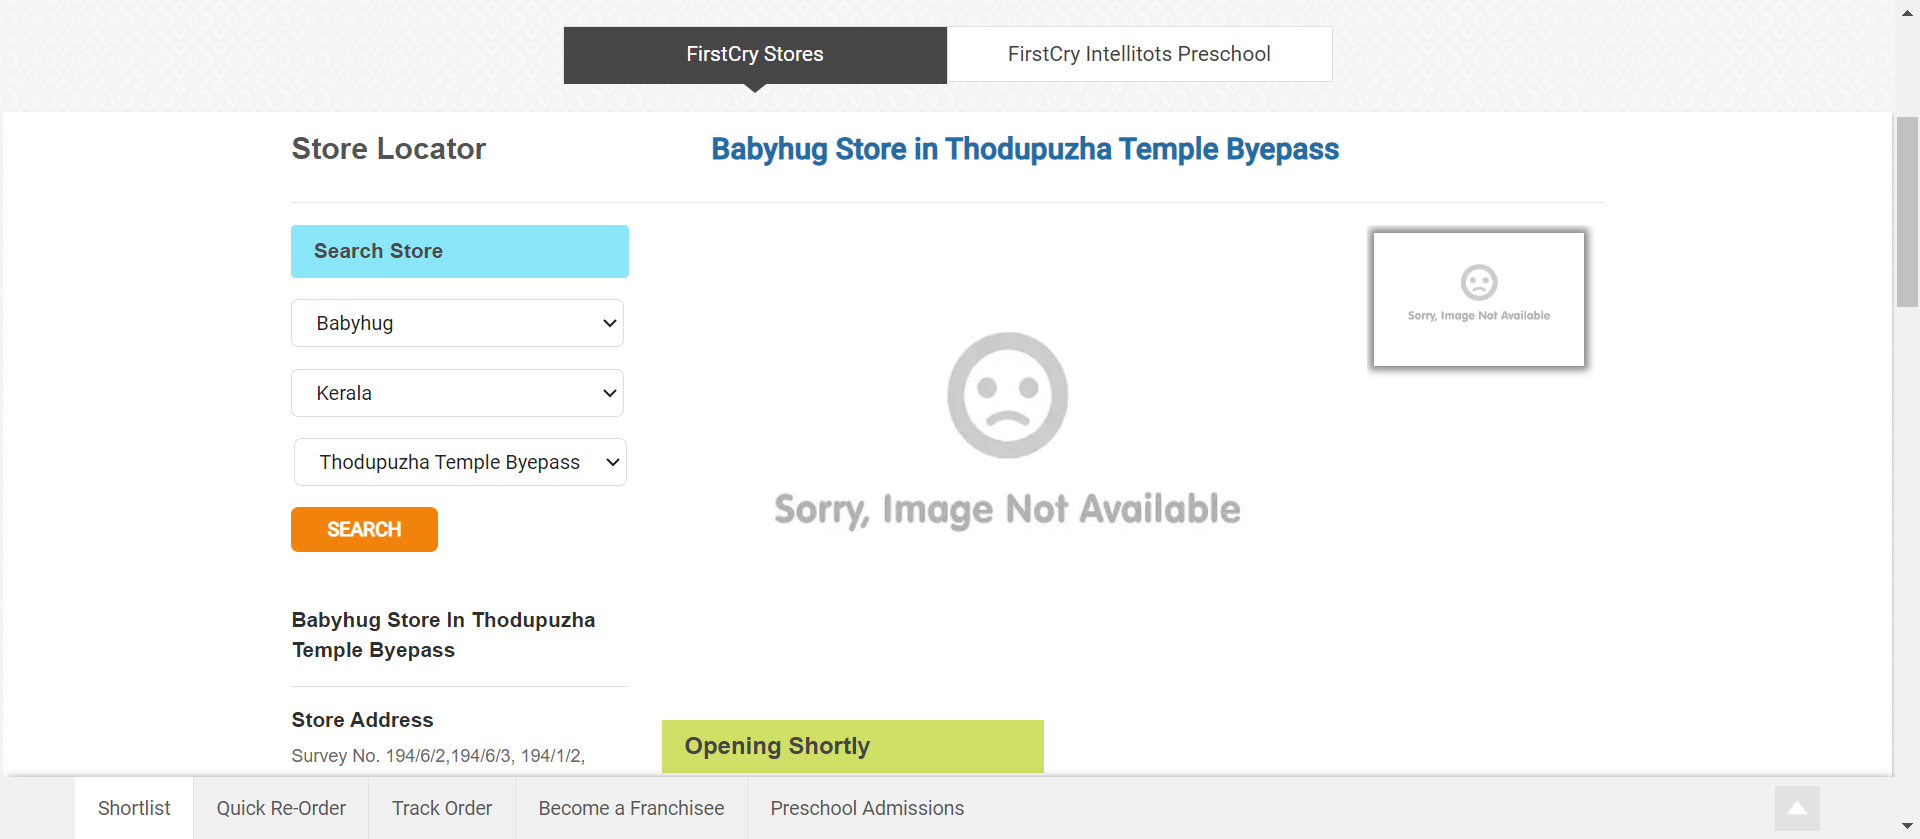 FirstCry Stores
FirstCry Intellitots Preschool
Store Locator
Babyhug Store in Thodupuzha Temple Byepass
Search Store
Babyhug
Kerala
Thodupuzha Temple Byepass
SEARCH
Babyhug Store In Thodupuzha
Temple Byepass
Store Address
Survey No. 194/6/2,194/6/3, 194/1/2,
Sorry, Image Not Available
Sorry, Image Not Available
Opening Shortly
Shortlist
Quick Re-Order
Track Order
Become a Franchisee
Preschool Admissions